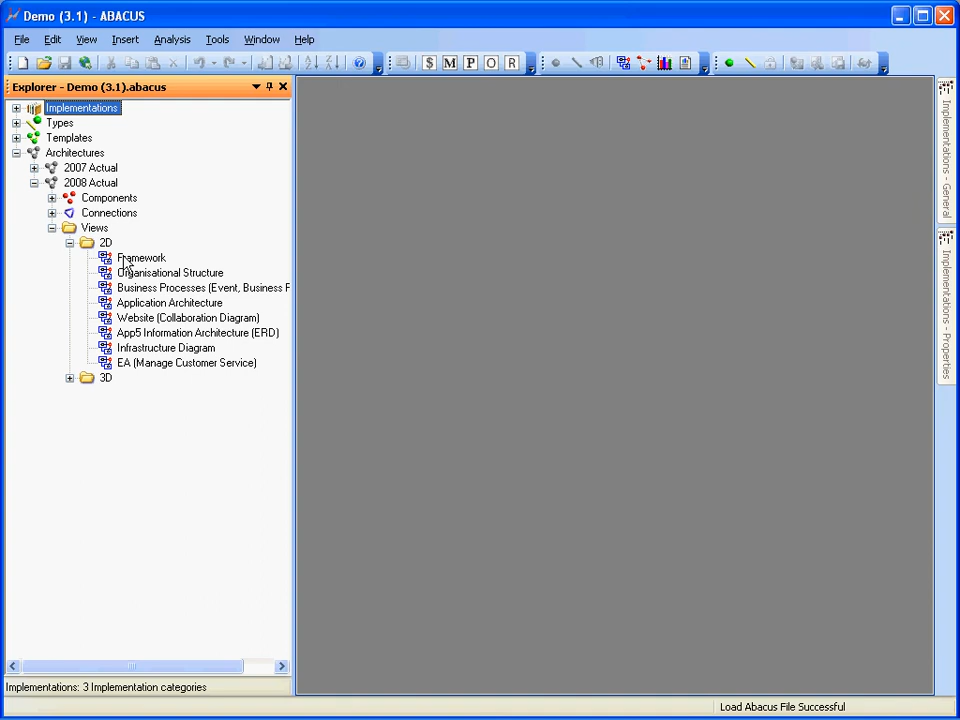 Demo (3.1) - ABACUS
File Edit View Insert Analysis Tools Window Help
$ M P O R
Explorer - Demo (3.1).abacus
Implementations
Types
Templates
Architectures
2007 Actual
2008 Actual
Components
Connections
Views
2D
Framework
Organisational Structure
Business Processes (Event, Business F
Application Architecture
Website (Collaboration Diagram)
App5 Information Architecture (ERD)
Infrastructure Diagram
EA (Manage Customer Service)
3D
Implementations - General
Implementations - Properties
Implementations: 3 Implementation categories
Load Abacus File Successful